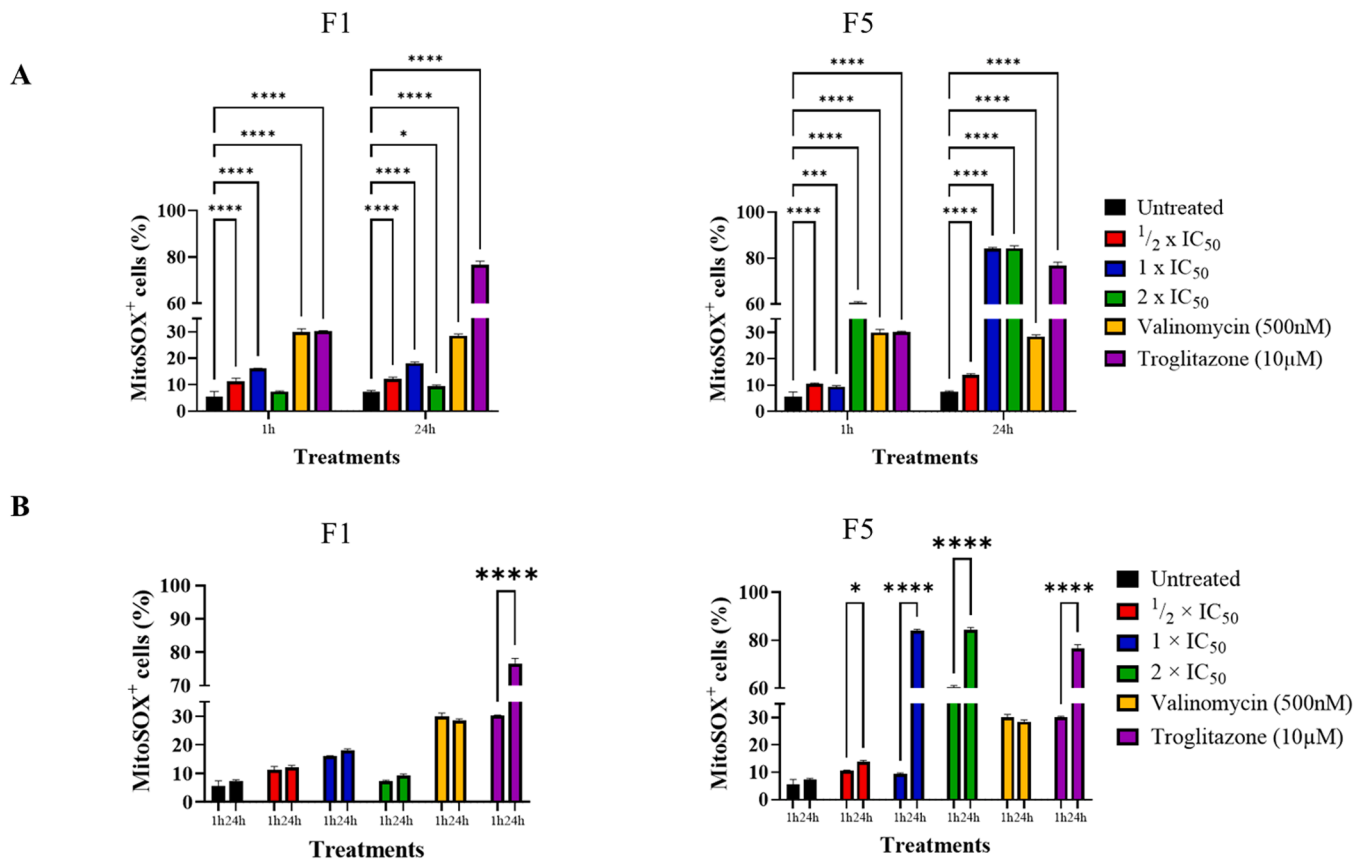 F1
F5
A
**** **** **** **** **** **** * **** ****
MitoSOX+ cells (%)
100
80
60
30
20
10
0
1h 24h
Treatments
**** *** **** **** **** **** **** **** **** ****
MitoSOX+ cells (%)
100
80
60
30
20
10
0
1h 24h
Treatments
Untreated
1/2 x IC50
1 x IC50
2 x IC50
Valinomycin (500nM)
Troglitazone (10µM)
B
F1
F5
****
MitoSOX+ cells (%)
100
90
80
70
30
20
10
0
1h24h 1h24h 1h24h 1h24h 1h24h 1h24h
Treatments
* **** **** ****
MitoSOX+ cells (%)
100
80
60
30
20
10
0
1h24h 1h24h 1h24h 1h24h 1h24h 1h24h
Treatments
Untreated
1/2 × IC50
1 × IC50
2 × IC50
Valinomycin (500nM)
Troglitazone (10µM)